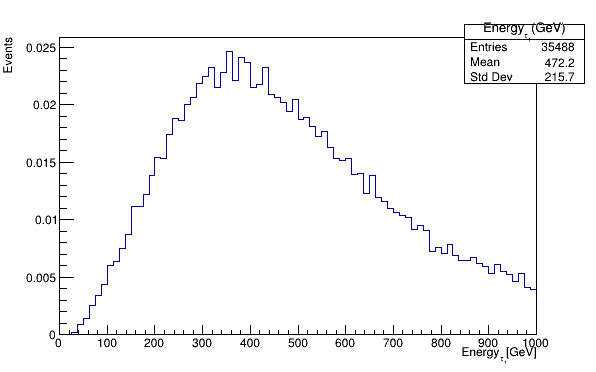 Energy_τ₁ (GeV)
Entries 35488
Mean 472.2
Std Dev 215.7
Events
0.025
0.02
0.015
0.01
0.005
0
0 100 200 300 400 500 600 700 800 900 1000
Energy_τ₁ [GeV]